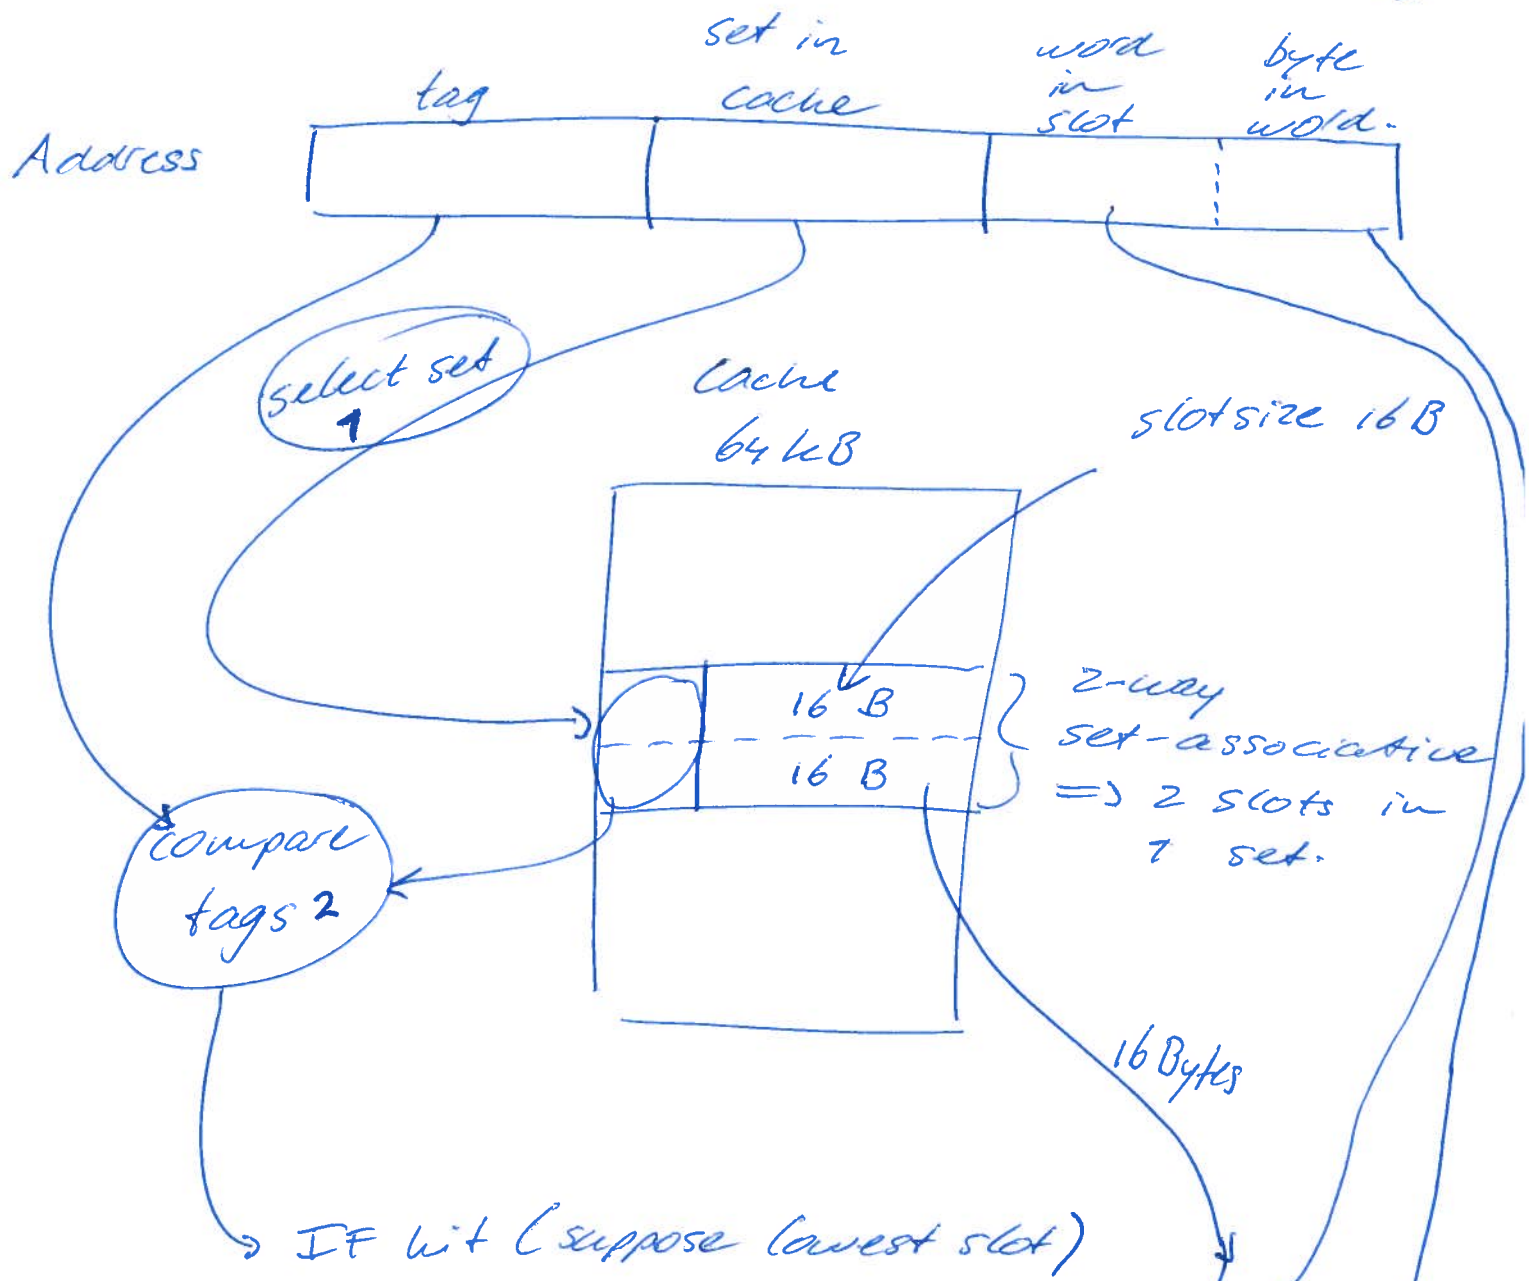 tag
set in
cache
word
in
slot
byte
in
word.
Address
select set
1
Cache
64 kB
slotsize 16 B
16 B
16 B
2-way
set-associative
=> 2 slots in
1 set.
compare
tags 2
16 Bytes
IF hit (suppose lowest slot)